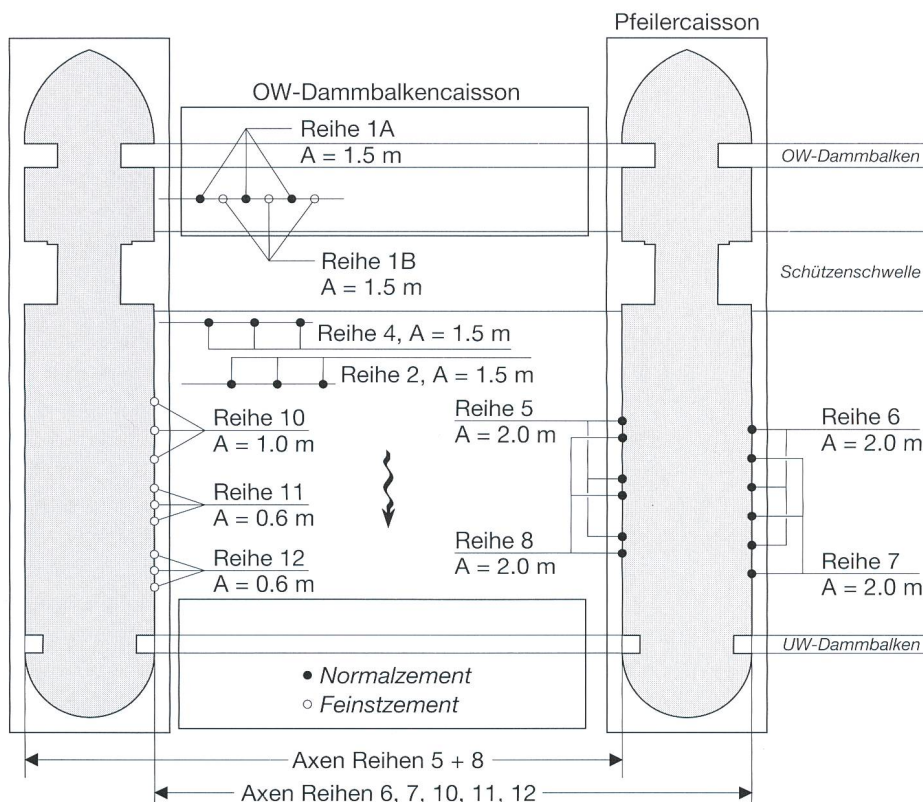 Pfeilercaisson
OW-Dammbalkencaisson
Reihe 1A
A = 1.5 m
OW-Dammbalken
Reihe 1B
A = 1.5 m
Schützenschwelle
Reihe 4, A = 1.5 m
Reihe 2, A = 1.5 m
Reihe 10
A = 1.0 m
Reihe 5
A = 2.0 m
Reihe 6
A = 2.0 m
Reihe 11
A = 0.6 m
Reihe 12
A = 0.6 m
Reihe 8
A = 2.0 m
Reihe 7
A = 2.0 m
UW-Dammbalken
Normalzement
Feinstzement
Axen Reihen 5 + 8
Axen Reihen 6, 7, 10, 11, 12